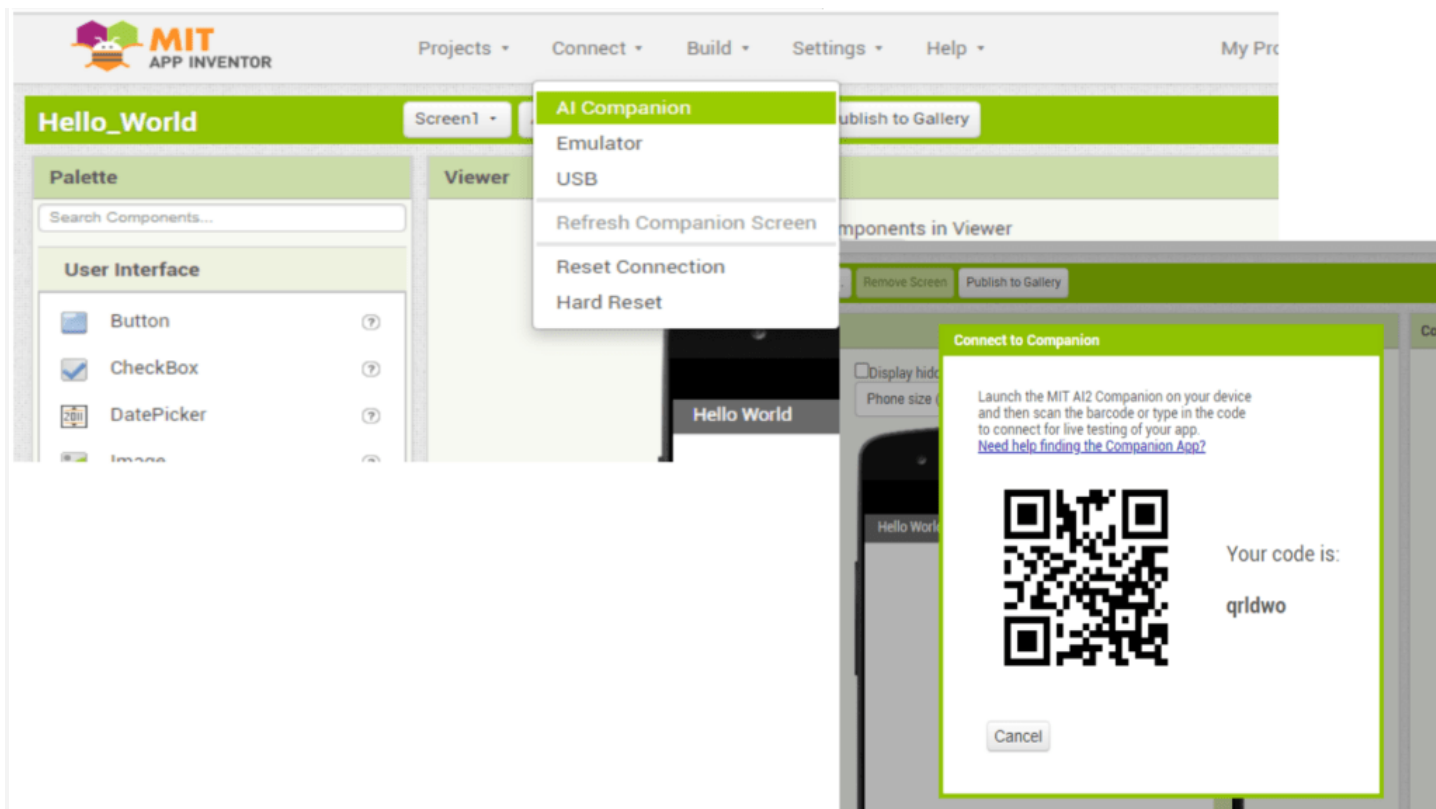 MIT
APP INVENTOR
Projects
Connect
Build
Settings
Help
My Pro
Hello_World
Screen1
AI Companion
Emulator
USB
Refresh Companion Screen
Reset Connection
Hard Reset
ublish to Gallery
Palette
Search Components...
User Interface
Button
CheckBox
DatePicker
Image
Viewer
mponents in Viewer
Hello World
Remove Screen
Publish to Gallery
Co
Display hidd
Phone size (
Hello World
Connect to Companion
Launch the MIT AI2 Companion on your device
and then scan the barcode or type in the code
to connect for live testing of your app.
Need help finding the Companion App?
Your code is:
qrldwo
Cancel